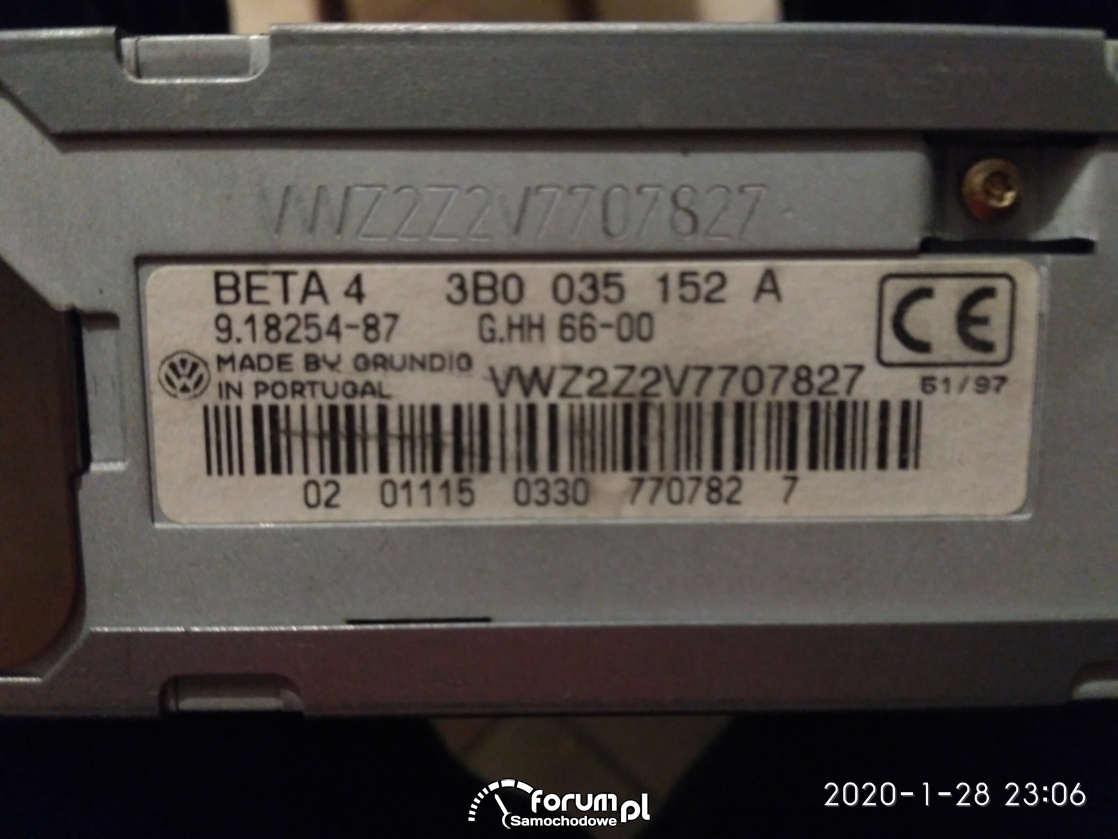 VWZ2Z2V7707827
BETA 4 3B0 035 152 A
9.18254-87 G.HH 66-00
MADE BY GRUNDIG
IN PORTUGAL
VWZ2Z2V7707827
51/97
CE
02 01115 0330 770782 7
2020-1-28 23:06
forum.pl
Samochodowe